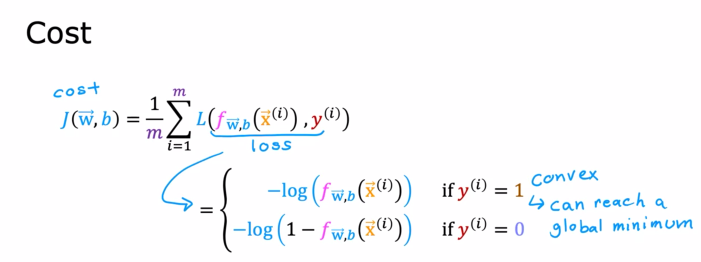 Cost
cost
J(w⃗, b) = 1/m ∑_{i=1}^{m} L(f_{w⃗,b}(x⃗^{(i)}), y^{(i)})
loss
= { −log(f_{w⃗,b}(x⃗^{(i)})) if y^{(i)} = 1
−log(1 − f_{w⃗,b}(x⃗^{(i)})) if y^{(i)} = 0
convex
↳ can reach a
global minimum